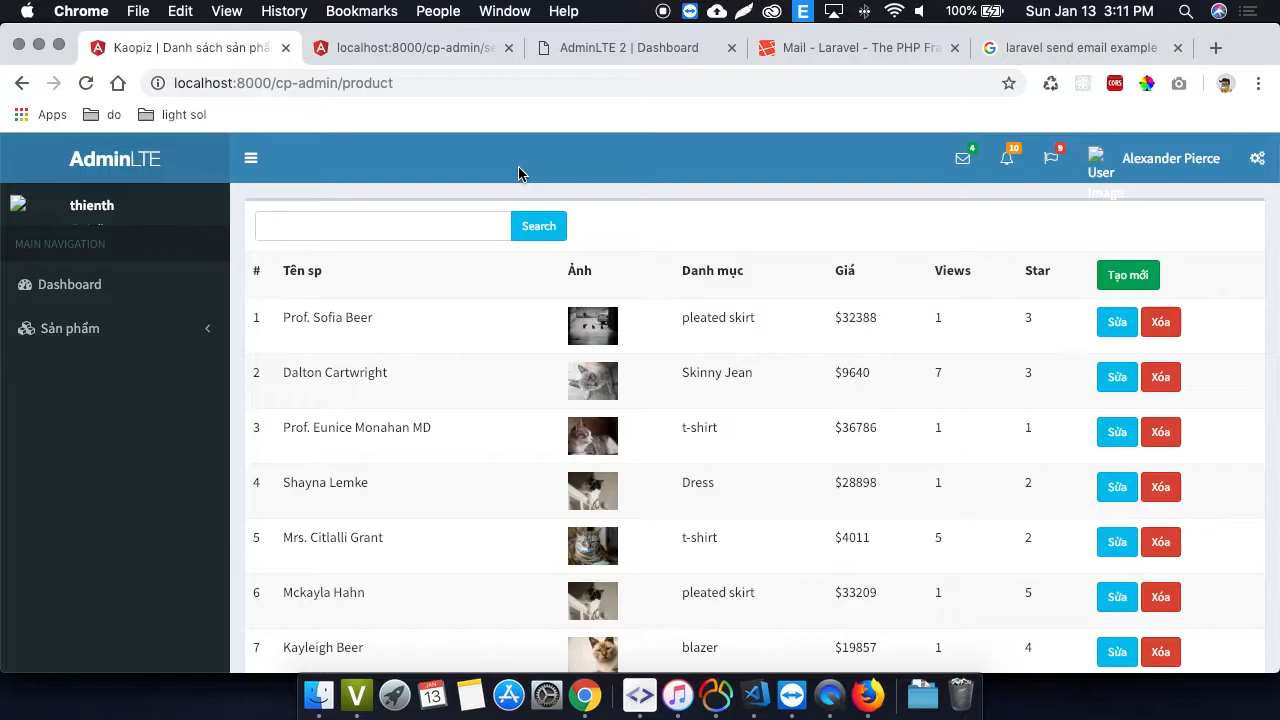 Chrome File Edit View History Bookmarks People Window Help 100% Sun Jan 13 3:11 PM
Kaopiz | Danh sách sản phẩ localhost:8000/cp-admin/se AdminLTE 2 | Dashboard Mail - Laravel - The PHP Fra laravel send email example
localhost:8000/cp-admin/product
Apps do light sol
AdminLTE 4 10 9 User Image Alexander Pierce
thienth
Search
MAIN NAVIGATION
Dashboard
Sản phẩm
# Tên sp Ảnh Danh mục Giá Views Star Tạo mới
1 Prof. Sofia Beer pleated skirt $32388 1 3 Sửa Xóa
2 Dalton Cartwright Skinny Jean $9640 7 3 Sửa Xóa
3 Prof. Eunice Monahan MD t-shirt $36786 1 1 Sửa Xóa
4 Shayna Lemke Dress $28898 1 2 Sửa Xóa
5 Mrs. Citlalli Grant t-shirt $4011 5 2 Sửa Xóa
6 Mckayla Hahn pleated skirt $33209 1 5 Sửa Xóa
7 Kayleigh Beer blazer $19857 1 4 Sửa Xóa